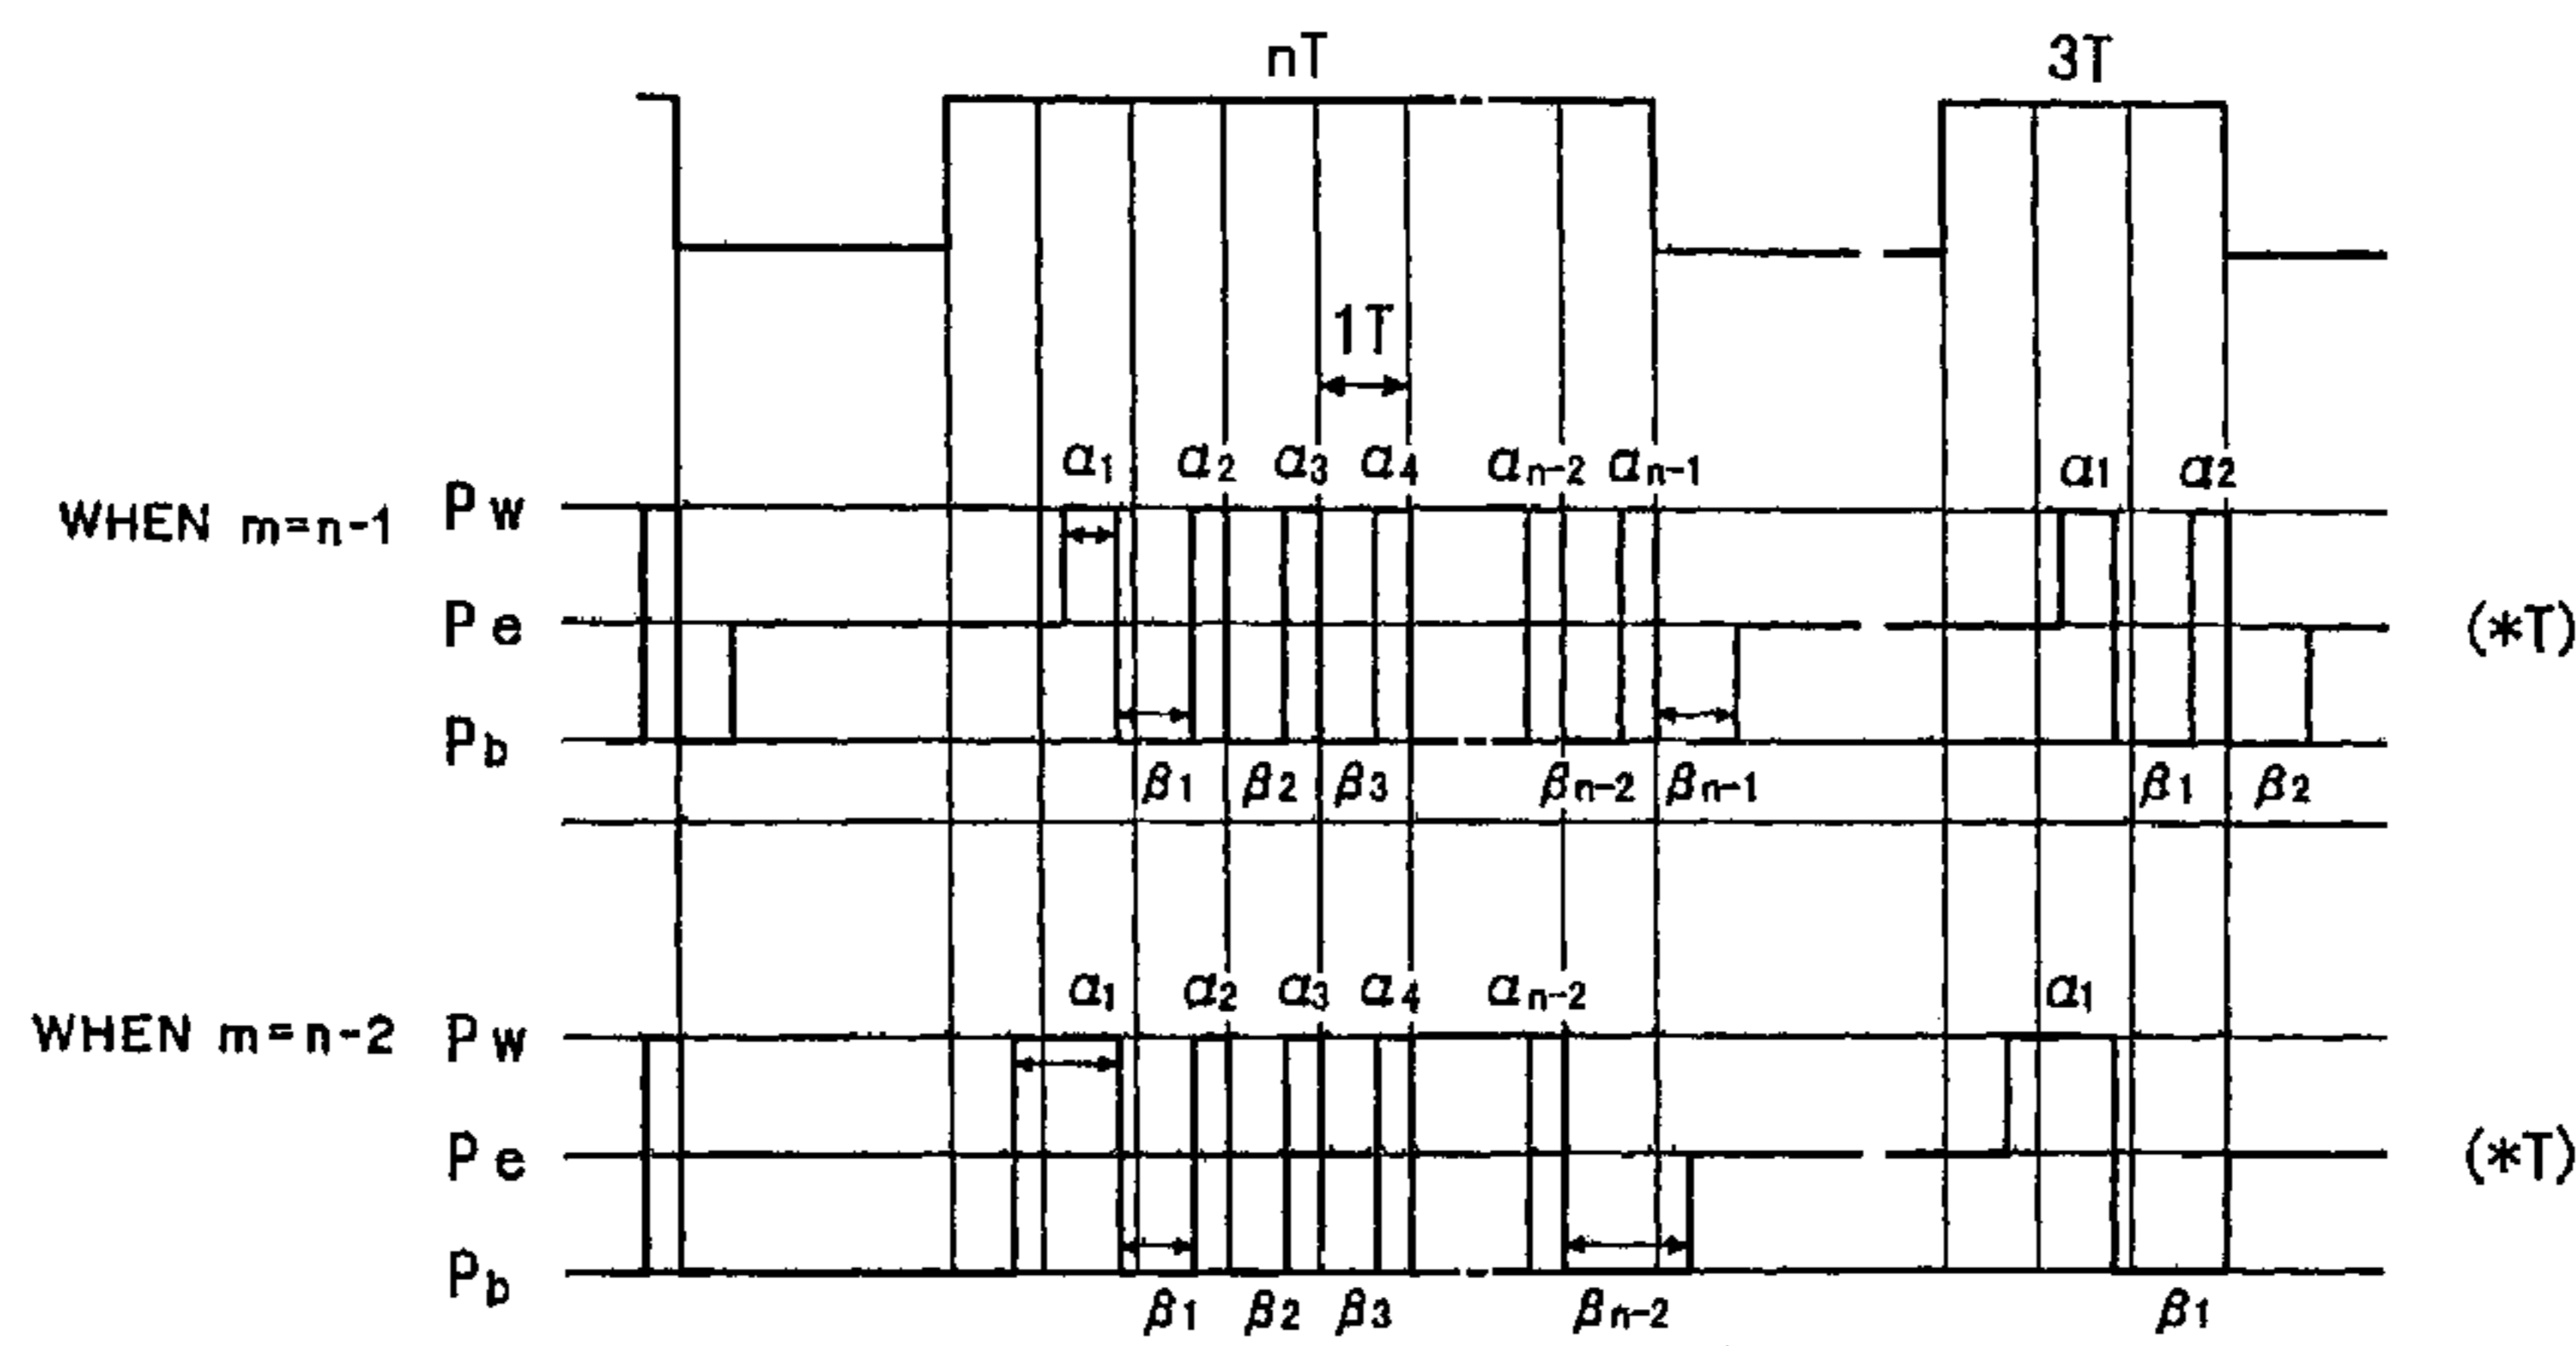 nT 3T
1T
α1 α2 α3 α4 αn-2 αn-1 α1 α2
WHEN m=n-1 Pw
Pe (*T)
Pb
β1 β2 β3 βn-2 βn-1 β1 β2
α1 α2 α3 α4 αn-2 α1
WHEN m=n-2 Pw
Pe (*T)
Pb
β1 β2 β3 βn-2 β1